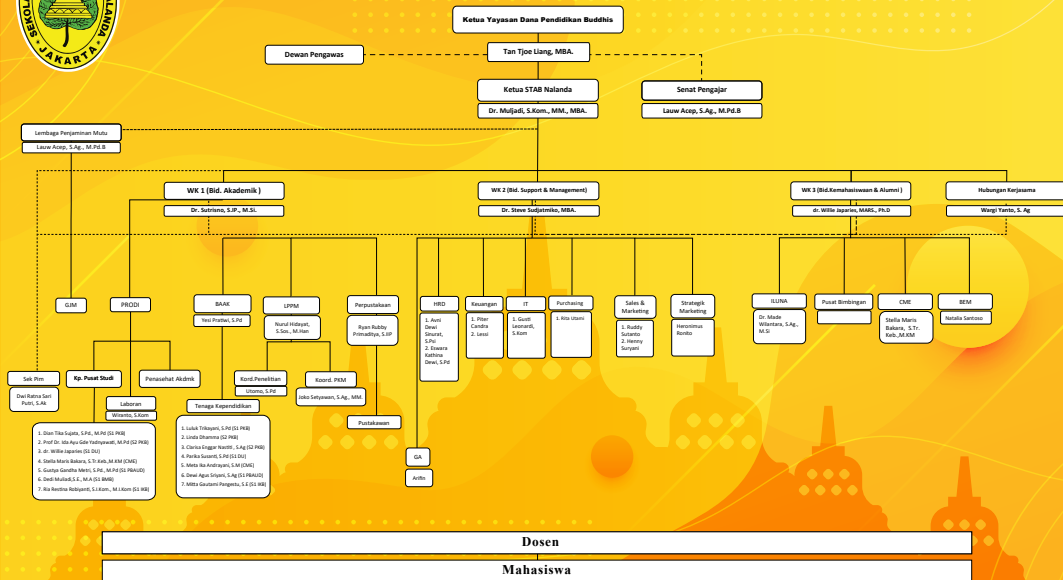 Ketua Yayasan Dana Pendidikan Buddhis
Tan Tjoe Liang, MBA.
Dewan Pengawas
Ketua STAB Nalanda
Dr. Muljadi, S.Kom., MM., MBA.
Senat Pengajar
Lauw Acep, S.Ag., M.Pd.B
SEKOL
ALANDA
JAKARTA
Lembaga Penjaminan Mutu
Lauw Acep, S.Ag., M.Pd.B
WK 1 (Bid. Akademik )
Dr. Sutrisno, S.IP., M.Si.
WK 2 (Bid. Support & Management)
Dr. Steve Sudjatmiko, MBA.
WK 3 (Bid.Kemahasiswaan & Alumni )
dr. Willie Japaries, MARS., Ph.D
Hubungan Kerjasama
Wargi Yanto, S. Ag
GJM
PRODI
BAAK
Yesi Pratiwi, S.Pd
LPPM
Nurul Hidayat,
S.Sos., M.Han
Perpustakaan
Ryan Robby
Primaditya, S.IIP
HRD
1. Avni
Dewi
Sinurat,
S.Psi
2. Eswara
Kathina
Dewi, S.Pd
Keuangan
1. Piter
Candra
2. Lessi
IT
1. Gusti
Leonardi,
S.Kom
Purchasing
1. Rita Utami
Sales &
Marketing
1. Ruddy
Sutanto
2. Henny
Suryani
Strategik
Marketing
Heronimus
Ronito
ILUNA
Dr. Made
Wilantara, S.Ag.,
M.Si
Pusat Bimbingan
CME
Stella Maris
Bakara, S.Tr.
Keb.,M.KM
BEM
Natalia Santoso
Sek Pim
Dwi Ratna Sari
Putri, S.Ak
Kp. Pusat Studi
Penasehat Akdmk
Laboran
Wirento, S.Kom
Kord.Penelitian
Utomo, S.Pd
Koord. PKM
Joko Setyawan, S.Ag., MM.
Tenaga Kependidikan
Pustakawan
1. Dian Tika Sujata, S.Pd., M.Pd (S1 PKB)
2. Prof Dr. Ida Ayu Gde Yadnyawati, M.Pd (S2 PKB)
3. dr. Willie Japaries (S1 DU)
4. Stella Maris Bakara, S.Tr.Keb.,M.KM (CME)
5. Gustya Gandha Metri, S.Pd., M.Pd (S1 PBAUD)
6. Dedi Muliadi,S.E., M.A (S1 BMB)
7. Ria Restina Robiyanti, S.I.Kom., M.I.Kom (S1 IKB)
1. Luluk Trikayani, S.Pd (S1 PKB)
2. Linda Dhamma (S2 PKB)
3. Clarisa Enggar Nastiti , S.Ag (S2 PKB)
4. Parika Susanti, S.Pd (S1 DU)
5. Meta Ika Andrayani, S.M (CME)
6. Dewi Agus Sriyani, S.Ag (S1 PBAUD)
7. Mitta Gautami Pangestu, S.E (S1 IKB)
GA
Arifin
Dosen
Mahasiswa